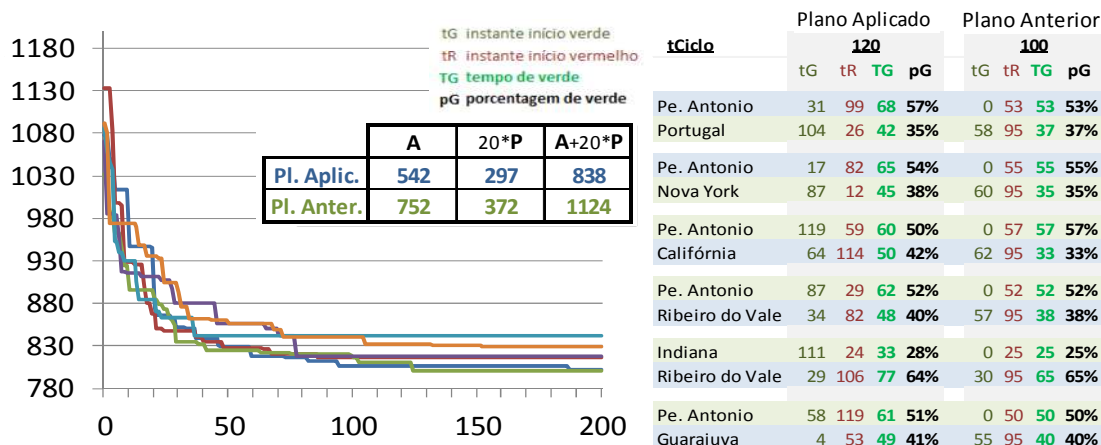 1180
1130
1080
1030
980
930
880
830
780
0 50 100 150 200
tG instante início verde
tR instante início vermelho
TG tempo de verde
pG porcentagem de verde
A 20*P A+20*P
Pl. Aplic. 542 297 838
Pl. Anter. 752 372 1124
Plano Aplicado Plano Anterior
tCiclo 120 100
tG tR TG pG tG tR TG pG
Pe. Antonio 31 99 68 57% 0 53 53 53%
Portugal 104 26 42 35% 58 95 37 37%
Pe. Antonio 17 82 65 54% 0 55 55 55%
Nova York 87 12 45 38% 60 95 35 35%
Pe. Antonio 119 59 60 50% 0 57 57 57%
Califórnia 64 114 50 42% 62 95 33 33%
Pe. Antonio 87 29 62 52% 0 52 52 52%
Ribeiro do Vale 34 82 48 40% 57 95 38 38%
Indiana 111 24 33 28% 0 25 25 25%
Ribeiro do Vale 29 106 77 64% 30 95 65 65%
Pe. Antonio 58 119 61 51% 0 50 50 50%
Guaraiuva 4 53 49 41% 55 95 40 40%